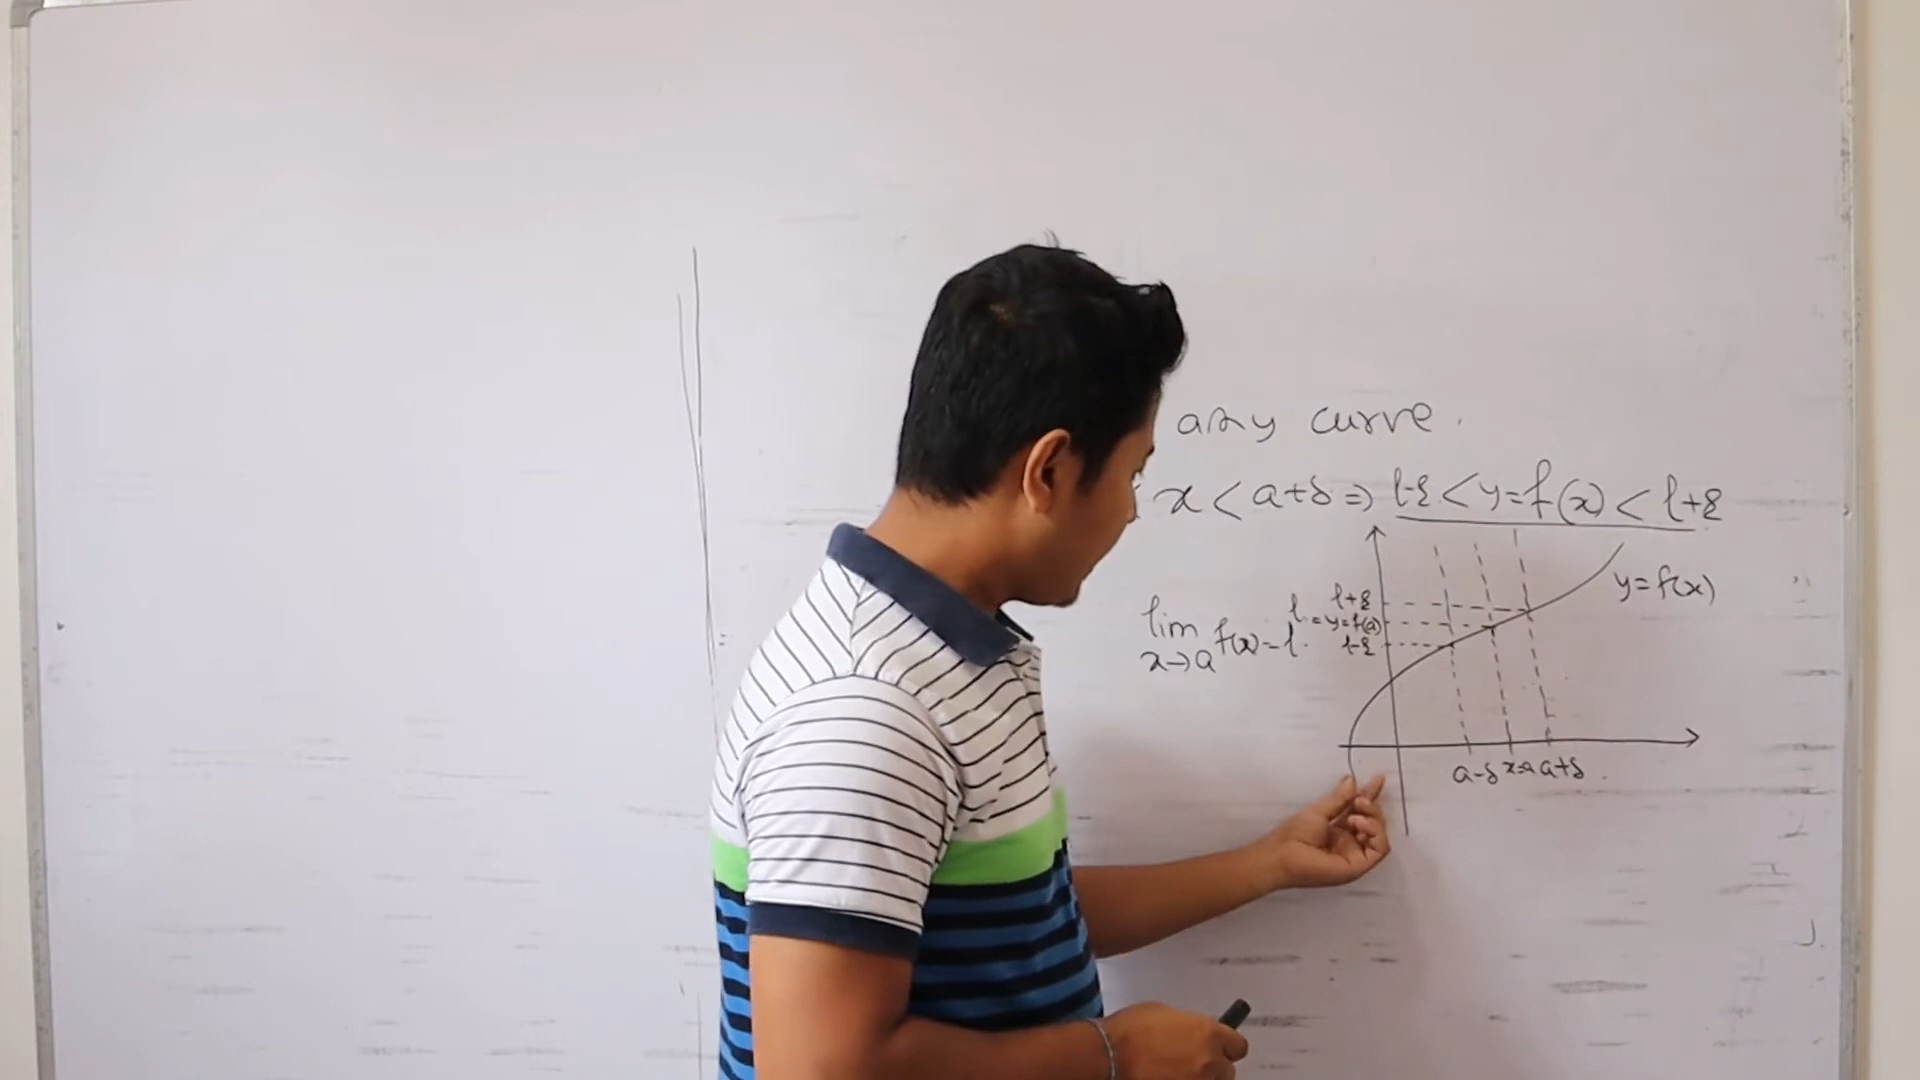 any curve.
x < a+δ ⇒ l-ε < y=f(x) < l+ε
y=f(x)
l+ε
l = y=f(a)
l-ε
lim x→a f(x)=l.
a-δ x=a a+δ